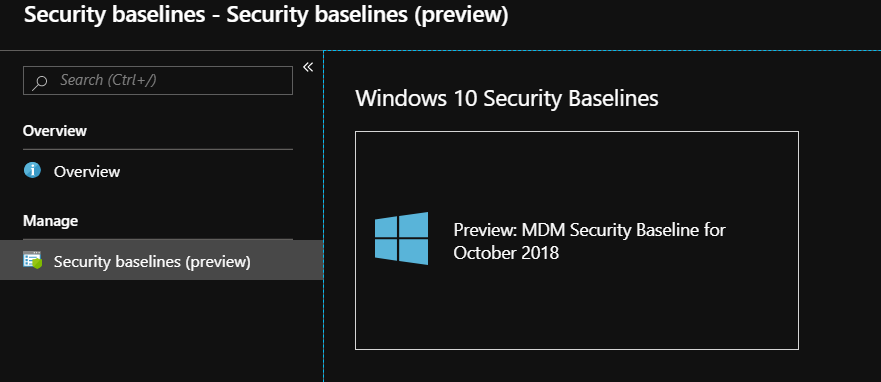 Security baselines - Security baselines (preview)
Search (Ctrl+/)
Overview
Overview
Manage
Security baselines (preview)
Windows 10 Security Baselines
Preview: MDM Security Baseline for
October 2018